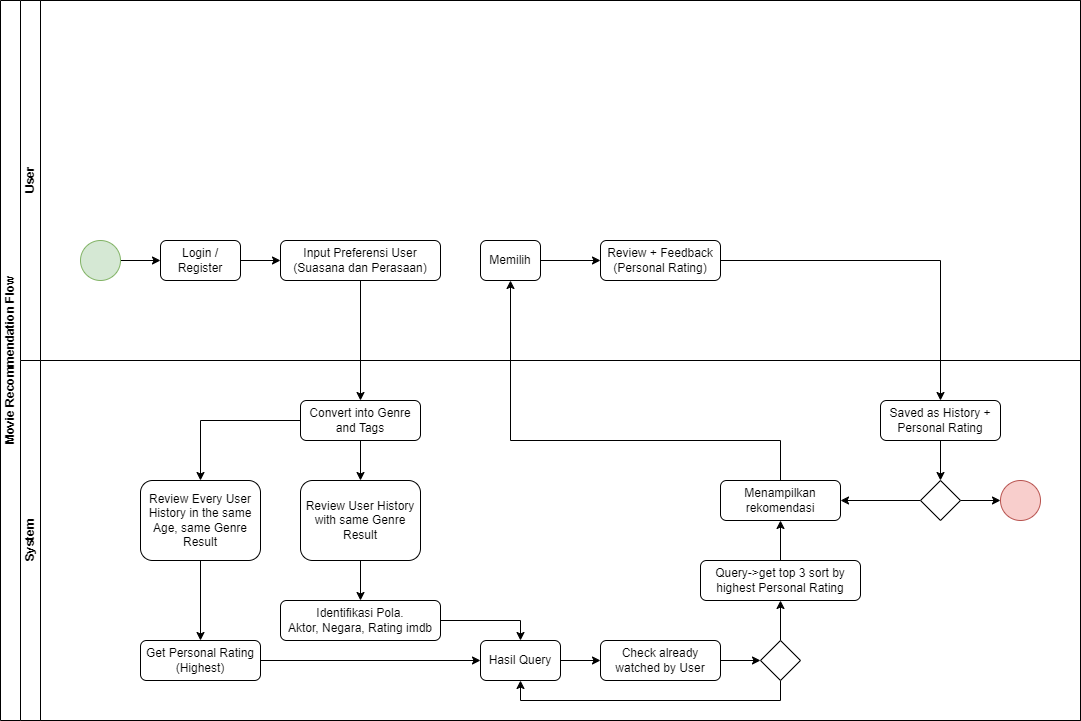 Movie Recommendation Flow
User
Login /
Register
Input Preferensi User
(Suasana dan Perasaan)
Memilih
Review + Feedback
(Personal Rating)
System
Convert into Genre
and Tags
Saved as History +
Personal Rating
Review Every User
History in the same
Age, same Genre
Result
Review User History
with same Genre
Result
Menampilkan
rekomendasi
Query->get top 3 sort by
highest Personal Rating
Identifikasi Pola.
Aktor, Negara, Rating imdb
Get Personal Rating
(Highest)
Hasil Query
Check already
watched by User